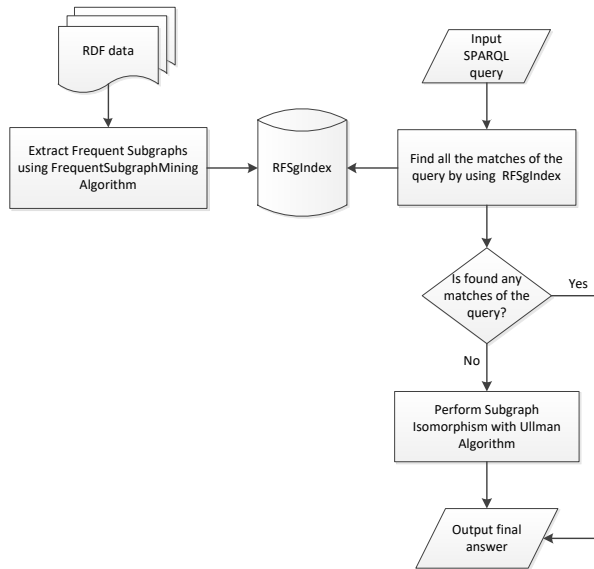 RDF data
Input
SPARQL
query
Extract Frequent Subgraphs
using FrequentSubgraphMining
Algorithm
RFSgIndex
Find all the matches of the
query by using RFSgIndex
Is found any
matches of the
query?
Yes
No
Perform Subgraph
Isomorphism with Ullman
Algorithm
Output final
answer